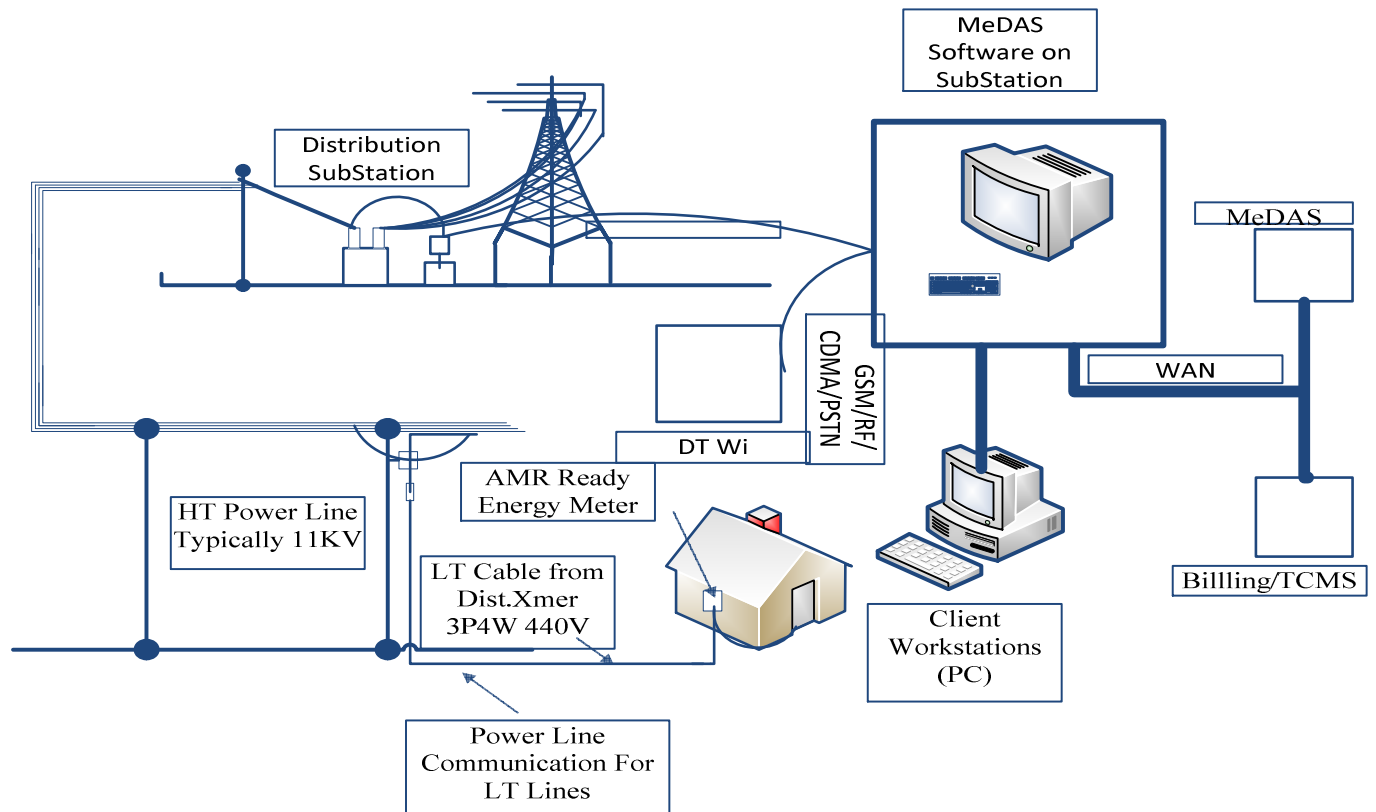 MeDAS
Software on
SubStation
Distribution
SubStation
MeDAS
GSM/RF/
CDMA/PSTN
WAN
DT Wi
AMR Ready
Energy Meter
HT Power Line
Typically 11KV
LT Cable from
Dist.Xmer
3P4W 440V
Billling/TCMS
Client
Workstations
(PC)
Power Line
Communication For
LT Lines